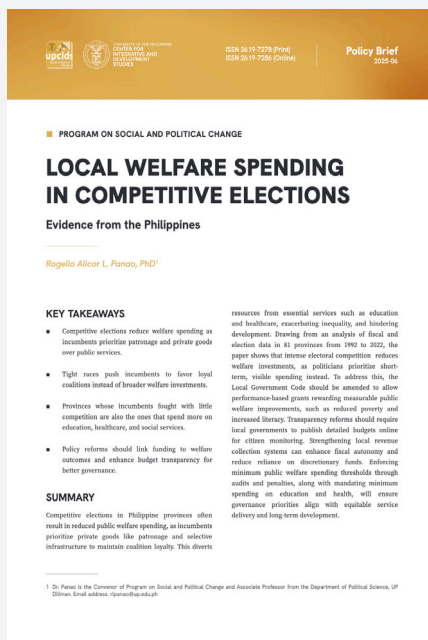 upcids
UNIVERSITY OF THE PHILIPPINES
CENTER FOR
INTEGRATIVE AND
DEVELOPMENT
STUDIES
ISSN 2619-7278 (Print)
ISSN 2619-7286 (Online)
Policy Brief
2025-06
PROGRAM ON SOCIAL AND POLITICAL CHANGE
LOCAL WELFARE SPENDING
IN COMPETITIVE ELECTIONS
Evidence from the Philippines
Rogelio Alicor L. Panao, PhD1
KEY TAKEAWAYS
■ Competitive elections reduce welfare spending as
incumbents prioritize patronage and private goods
over public services.
■ Tight races push incumbents to favor loyal
coalitions instead of broader welfare investments.
■ Provinces whose incumbents fought with little
competition are also the ones that spend more on
education, healthcare, and social services.
■ Policy reforms should link funding to welfare
outcomes and enhance budget transparency for
better governance.
SUMMARY
Competitive elections in Philippine provinces often
result in reduced public welfare spending, as incumbents
prioritize private goods like patronage and selective
infrastructure to maintain coalition loyalty. This diverts
resources from essential services such as education
and healthcare, exacerbating inequality, and hindering
development. Drawing from an analysis of fiscal and
election data in 81 provinces from 1992 to 2022, the
paper shows that intense electoral competition reduces
welfare investments, as politicians prioritize short-
term, visible spending instead. To address this, the
Local Government Code should be amended to allow
performance-based grants rewarding measurable public
welfare improvements, such as reduced poverty and
increased literacy. Transparency reforms should require
local governments to publish detailed budgets online
for citizen monitoring. Strengthening local revenue
collection systems can enhance fiscal autonomy and
reduce reliance on discretionary funds. Enforcing
minimum public welfare spending thresholds through
audits and penalties, along with mandating minimum
spending on education and health, will ensure
governance priorities align with equitable service
delivery and long-term development.
1 Dr. Panao is the Convenor of Program on Social and Political Change and Associate Professor from the Department of Political Science, UP
Diliman. Email address: rlpanao@up.edu.ph